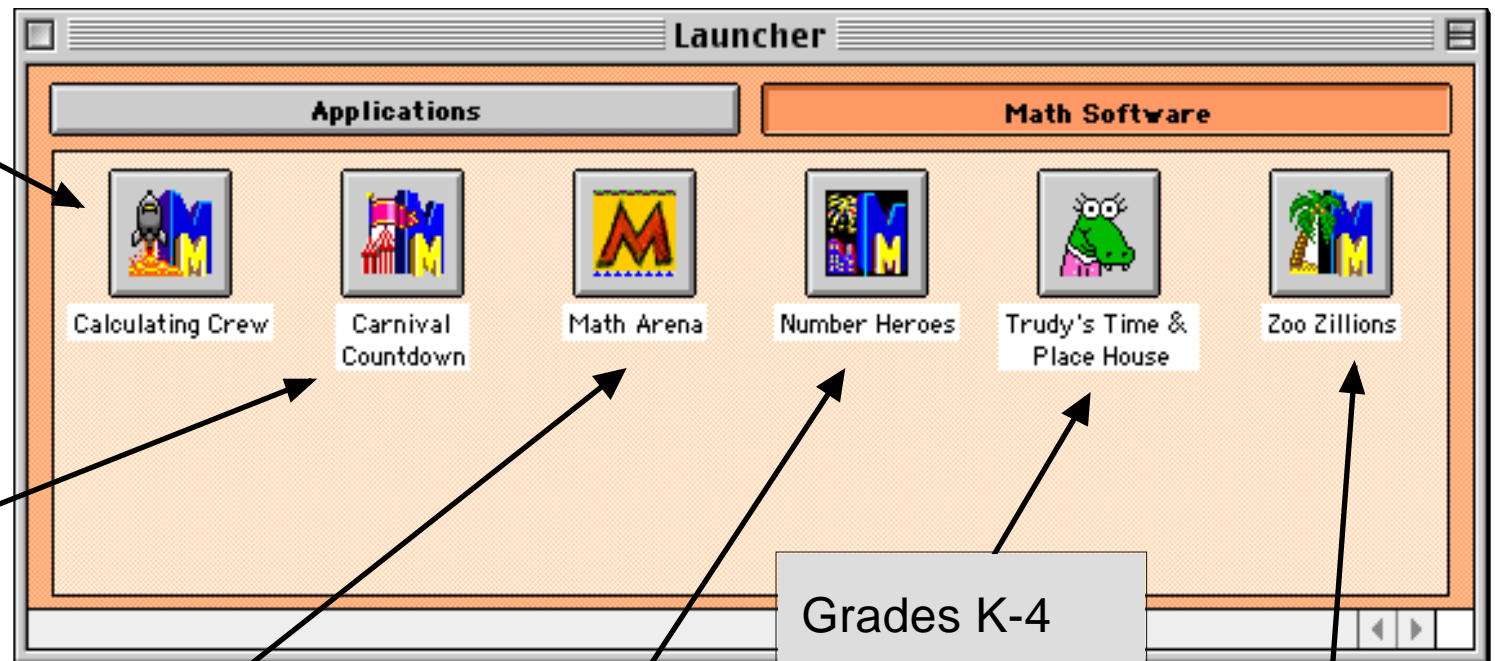 Launcher
Applications
Math Software
Calculating Crew
Carnival
Countdown
Math Arena
Number Heroes
Trudy's Time &
Place House
Zoo Zillions
Grades K-4